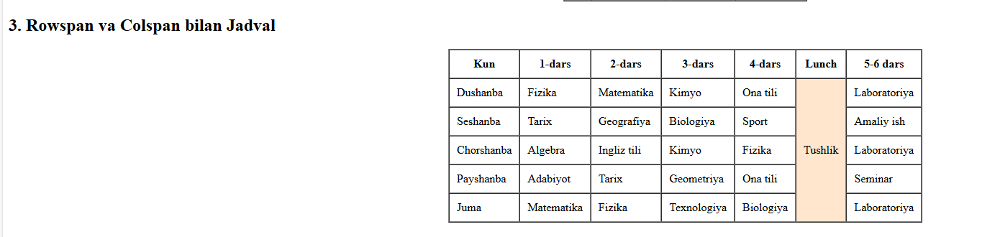 3. Rowspan va Colspan bilan Jadval
Kun 1-dars 2-dars 3-dars 4-dars Lunch 5-6 dars
Dushanba Fizika Matematika Kimyo Ona tili Laboratoriya
Seshanba Tarix Geografiya Biologiya Sport Amaliy ish
Chorshanba Algebra Ingliz tili Kimyo Fizika Tushlik Laboratoriya
Payshanba Adabiyot Tarix Geometriya Ona tili Seminar
Juma Matematika Fizika Texnologiya Biologiya Laboratoriya